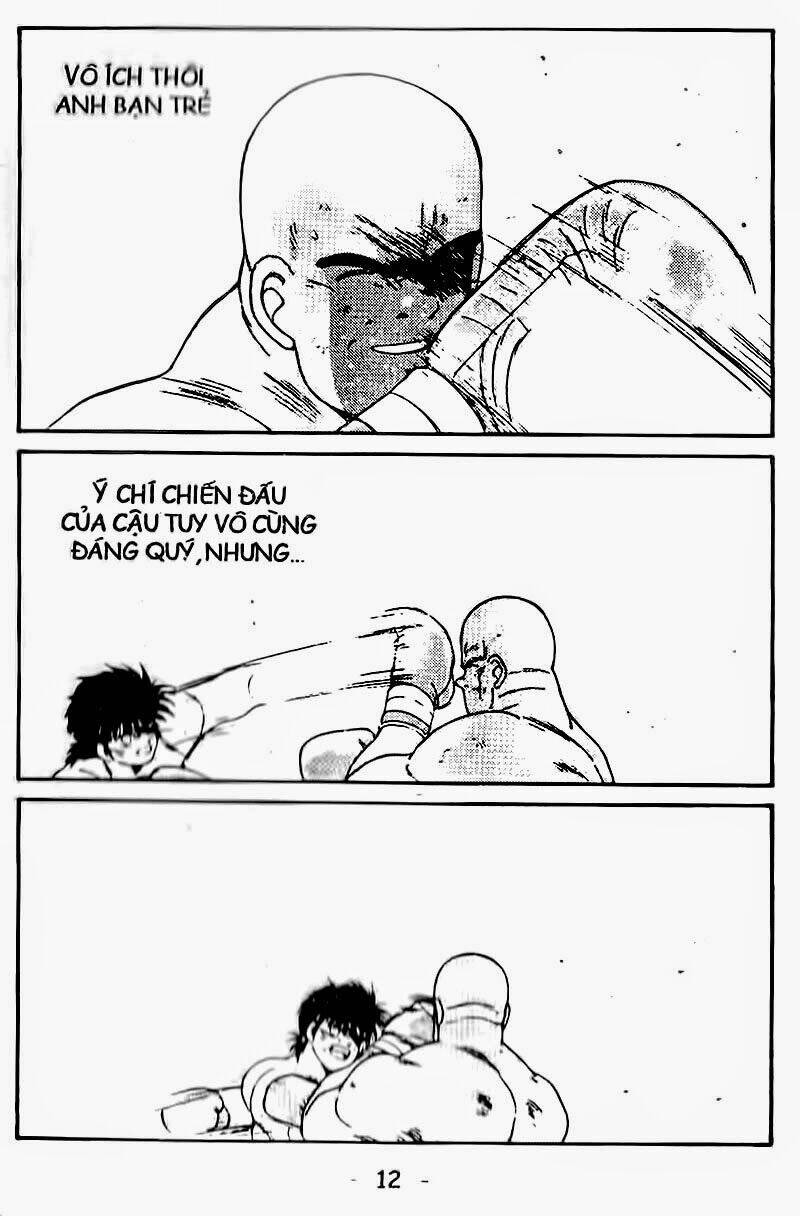 VÔ ÍCH THÔI
ANH BẠN TRẺ
Ý CHÍ CHIẾN ĐẤU
CỦA CẬU TUY VÔ CÙNG
ĐÁNG QUÝ, NHƯNG...
- 12 -